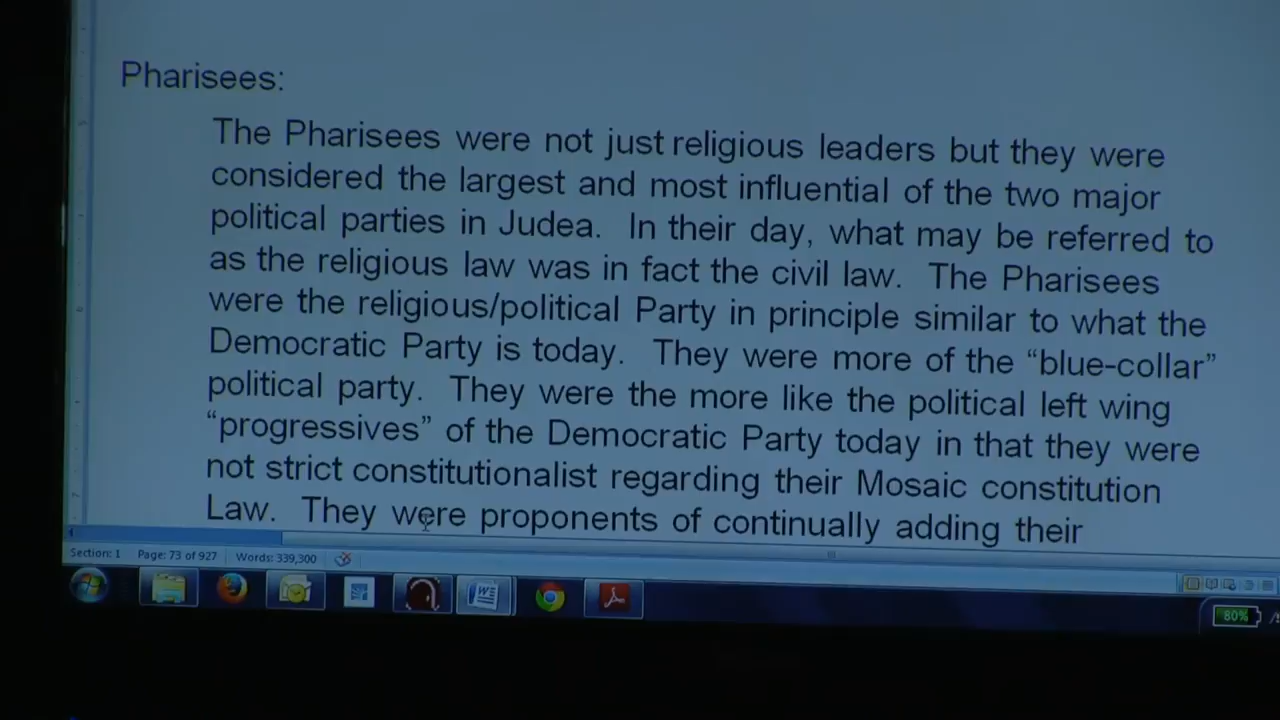 Pharisees:
The Pharisees were not just religious leaders but they were
considered the largest and most influential of the two major
political parties in Judea. In their day, what may be referred to
as the religious law was in fact the civil law. The Pharisees
were the religious/political Party in principle similar to what the
Democratic Party is today. They were more of the “blue-collar”
political party. They were the more like the political left wing
“progressives” of the Democratic Party today in that they were
not strict constitutionalist regarding their Mosaic constitution
Law. They were proponents of continually adding their
Section: 1 Page: 73 of 927 Words: 339,300
80%